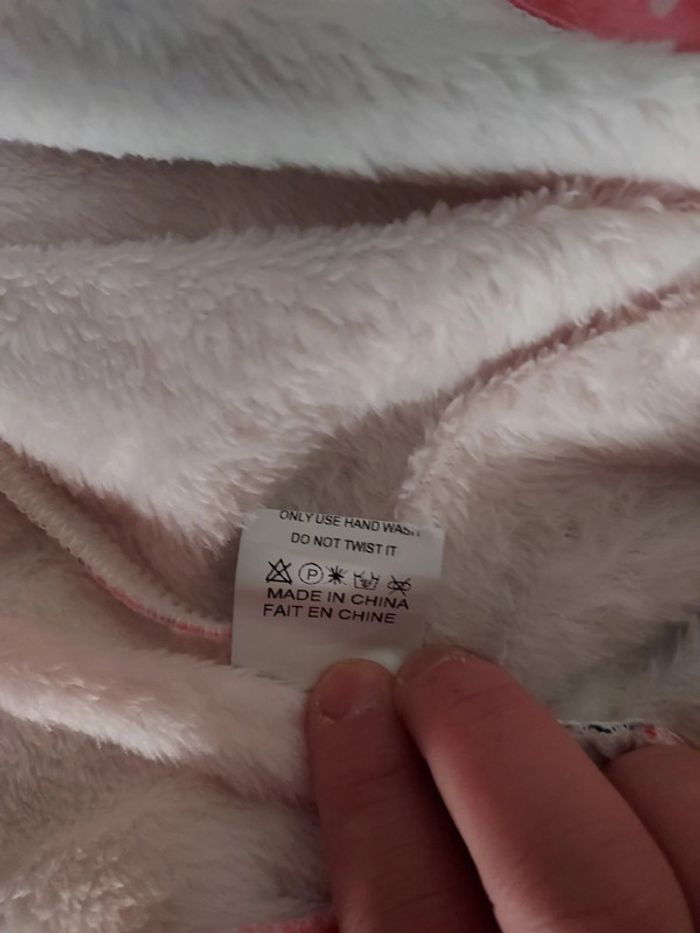 ONLY USE HAND WASH
DO NOT TWIST IT
P
MADE IN CHINA
FAIT EN CHINE